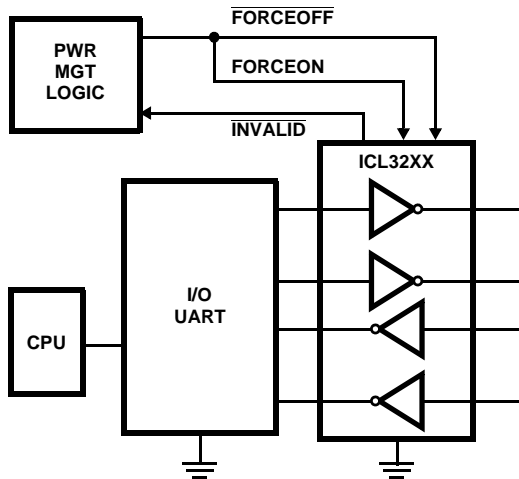 FORCEOFF
PWR
MGT
LOGIC
FORCEON
INVALID
ICL32XX
I/O
UART
CPU